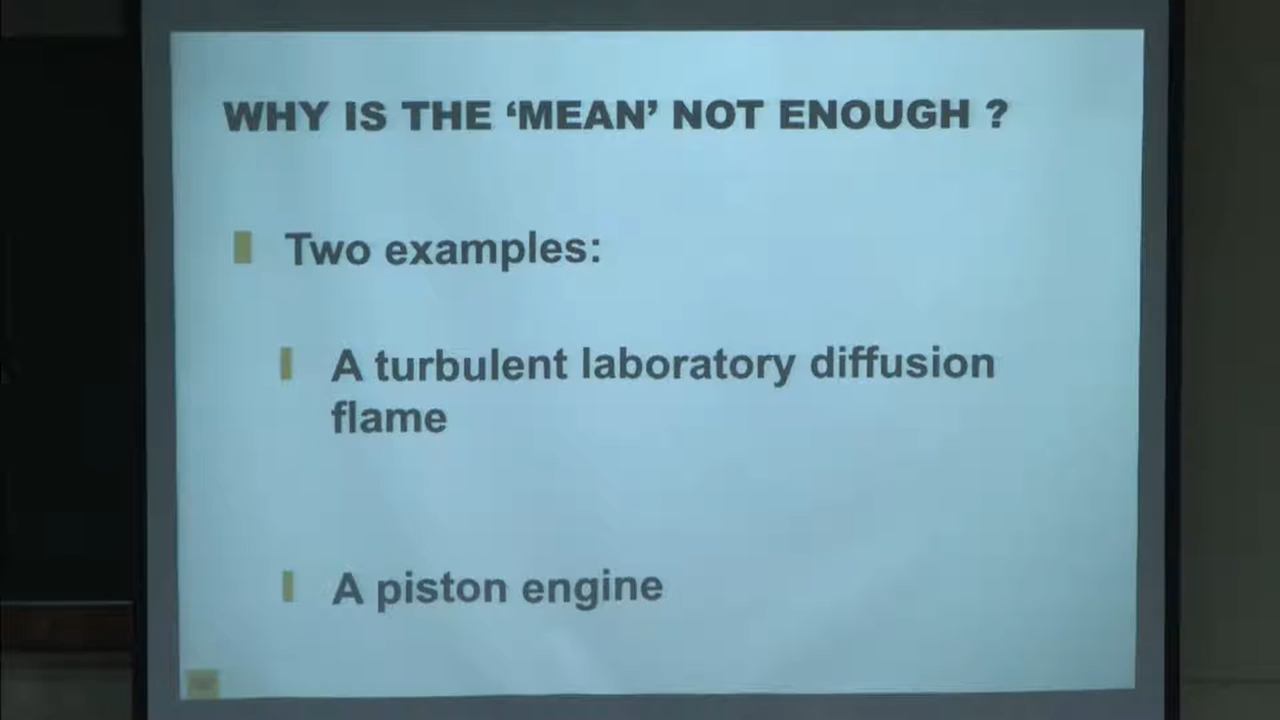 WHY IS THE ‘MEAN’ NOT ENOUGH ?
Two examples:
A turbulent laboratory diffusion
flame
A piston engine